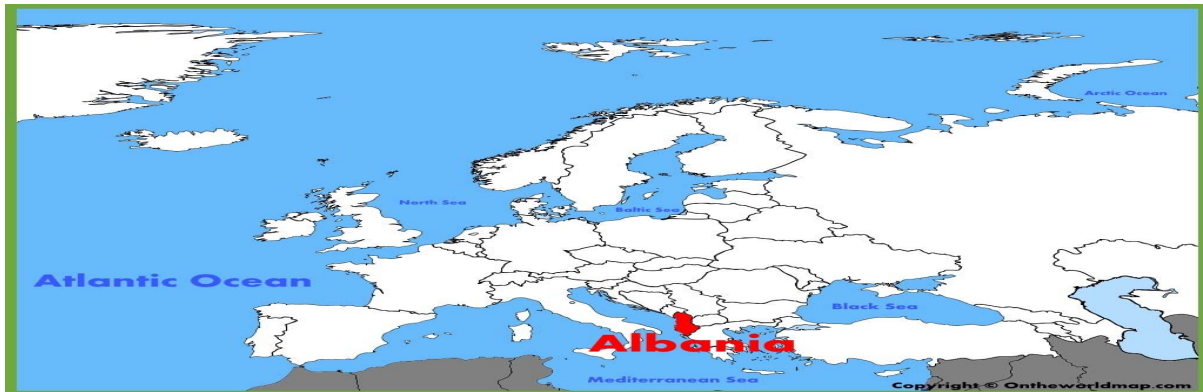 Arctic Ocean
North Sea
Baltic Sea
Atlantic Ocean
Black Sea
Albania
Mediterranean Sea
Copyright © Ontheworldmap.com